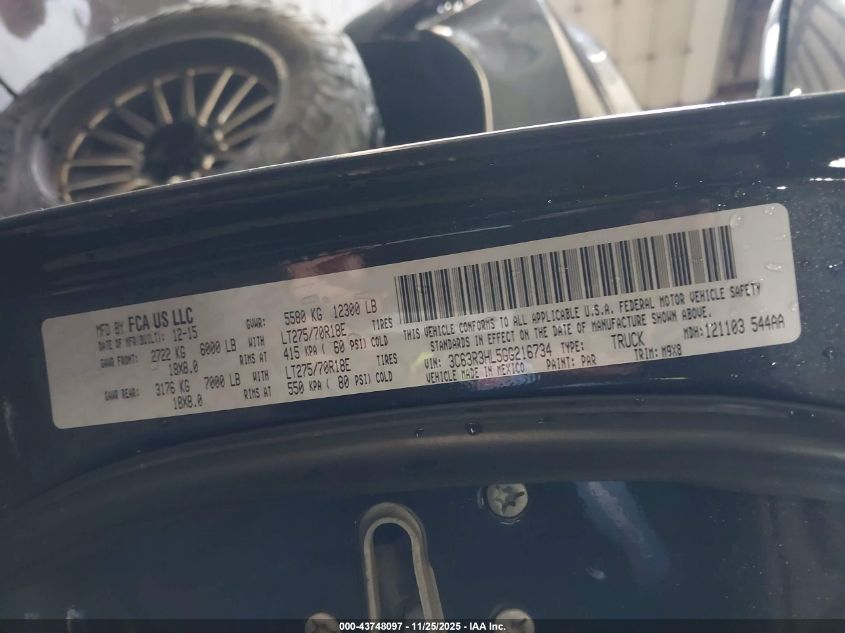 MFD BY FCA US LLC
DATE OF MFR(BUILT): 12-15 GVWR: 5580 KG 12300 LB
GAWR FRONT: 2722 KG 6000 LB WITH LT275/70R18E TIRES
18X8.0 RIMS AT 415 KPA ( 60 PSI) COLD
GAWR REAR: 3176 KG 7000 LB WITH LT275/70R18E TIRES
18X8.0 RIMS AT 550 KPA ( 80 PSI) COLD
THIS VEHICLE CONFORMS TO ALL APPLICABLE U.S.A. FEDERAL MOTOR VEHICLE SAFETY
STANDARDS IN EFFECT ON THE DATE OF MANUFACTURE SHOWN ABOVE.
VIN: 3C63R3HL5GG216734 TYPE: TRUCK MDH: 121103 544AA
VEHICLE MADE IN MEXICO PAINT: PAR TRIM: M9X8
000-43748097 - 11/25/2025 - IAA Inc.